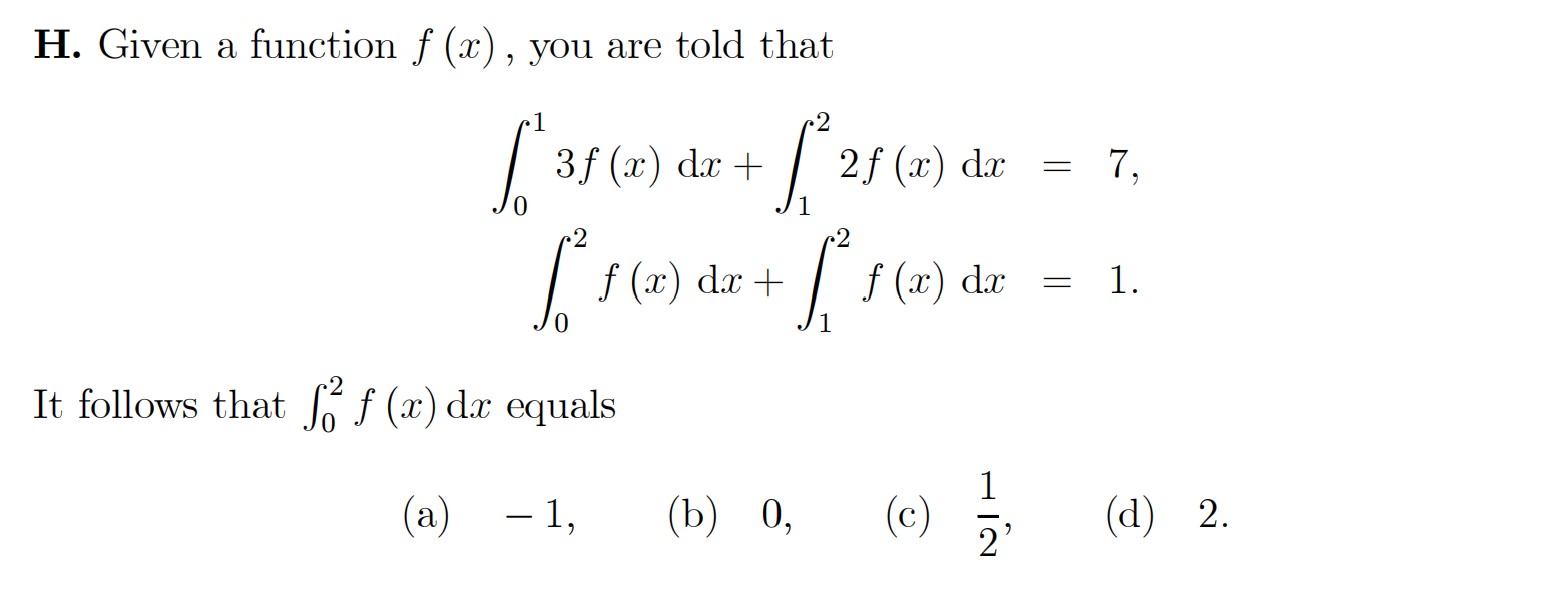 H. Given a function f (x) , you are told that
∫₀¹ 3f (x) dx + ∫₁² 2f (x) dx = 7,
∫₀² f (x) dx + ∫₁² f (x) dx = 1.
It follows that ∫₀² f (x) dx equals
(a) − 1, (b) 0, (c) 1/2, (d) 2.